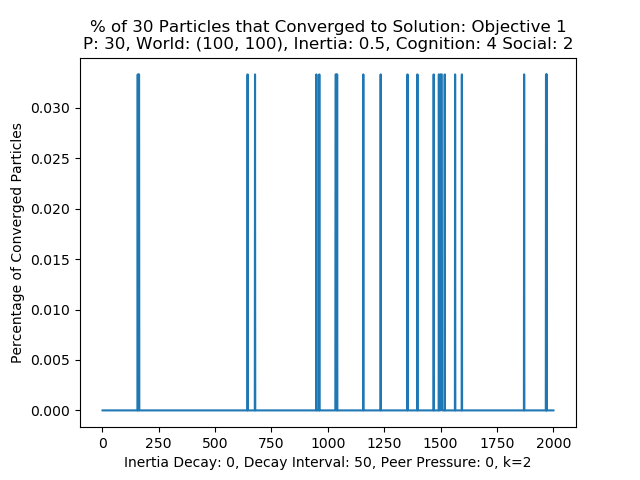 % of 30 Particles that Converged to Solution: Objective 1
P: 30, World: (100, 100), Inertia: 0.5, Cognition: 4 Social: 2
Percentage of Converged Particles
0.030
0.025
0.020
0.015
0.010
0.005
0.000
0 250 500 750 1000 1250 1500 1750 2000
Inertia Decay: 0, Decay Interval: 50, Peer Pressure: 0, k=2